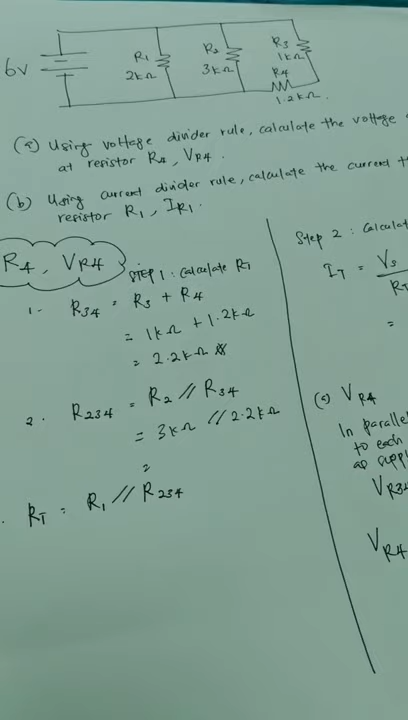 6v
R1
2kΩ
R2
3kΩ
R3
1kΩ
R4
1.2kΩ
(a) Using voltage divider rule, calculate the voltage
at resistor R4, VR4.
(b) Using current divider rule, calculate the current
resistor R1, IR1.
R4, VR4
STEP 1 : Calculate RT
1- R34 = R3 + R4
= 1kΩ + 1.2kΩ
= 2.2kΩ
2. R234 = R2 // R34
= 3kΩ // 2.2kΩ
=
. RT = R1 // R234
Step 2 : Calculat
IT = Vs
RT
=
(a) VR4
In parallel
to each
supply
VR34
VR4